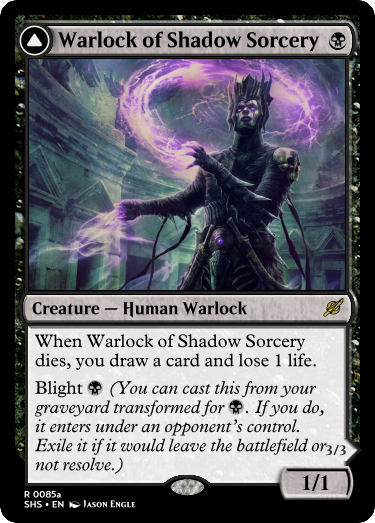 Warlock of Shadow Sorcery
Creature — Human Warlock
When Warlock of Shadow Sorcery
dies, you draw a card and lose 1 life.
Blight (You can cast this from your
graveyard transformed for . If you do,
it enters under an opponent's control.
Exile it if it would leave the battlefield or
not resolve.)
3/3
1/1
R 0085a
SHS • EN Jason Engle